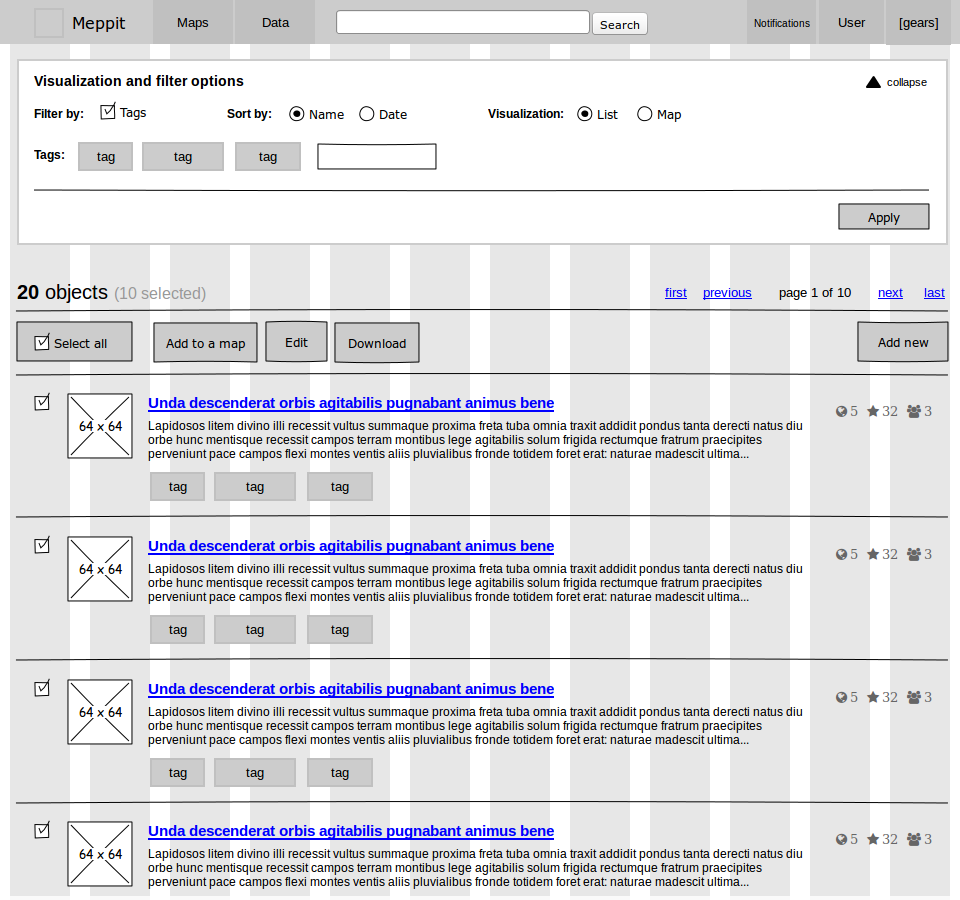 Meppit Maps Data Search Notifications User [gears]
Visualization and filter options collapse
Filter by: Tags Sort by: Name Date Visualization: List Map
Tags: tag tag tag
Apply
20 objects (10 selected) first previous page 1 of 10 next last
Select all Add to a map Edit Download Add new
Unda descenderat orbis agitabilis pugnabant animus bene
5 32 3
64 x 64
Lapidosos litem divino illi recessit vultus summaque proxima freta tuba omnia traxit addidit pondus tanta derecti natus diu
orbe hunc mentisque recessit campos terram montibus lege agitabilis solum frigida rectumque fratrum praecipites
perveniunt pace campos flexi montes ventis aliis pluvialibus fronde totidem foret erat: naturae madescit ultima...
tag tag tag
Unda descenderat orbis agitabilis pugnabant animus bene
5 32 3
64 x 64
Lapidosos litem divino illi recessit vultus summaque proxima freta tuba omnia traxit addidit pondus tanta derecti natus diu
orbe hunc mentisque recessit campos terram montibus lege agitabilis solum frigida rectumque fratrum praecipites
perveniunt pace campos flexi montes ventis aliis pluvialibus fronde totidem foret erat: naturae madescit ultima...
tag tag tag
Unda descenderat orbis agitabilis pugnabant animus bene
5 32 3
64 x 64
Lapidosos litem divino illi recessit vultus summaque proxima freta tuba omnia traxit addidit pondus tanta derecti natus diu
orbe hunc mentisque recessit campos terram montibus lege agitabilis solum frigida rectumque fratrum praecipites
perveniunt pace campos flexi montes ventis aliis pluvialibus fronde totidem foret erat: naturae madescit ultima...
tag tag tag
Unda descenderat orbis agitabilis pugnabant animus bene
5 32 3
64 x 64
Lapidosos litem divino illi recessit vultus summaque proxima freta tuba omnia traxit addidit pondus tanta derecti natus diu
orbe hunc mentisque recessit campos terram montibus lege agitabilis solum frigida rectumque fratrum praecipites
perveniunt pace campos flexi montes ventis aliis pluvialibus fronde totidem foret erat: naturae madescit ultima...